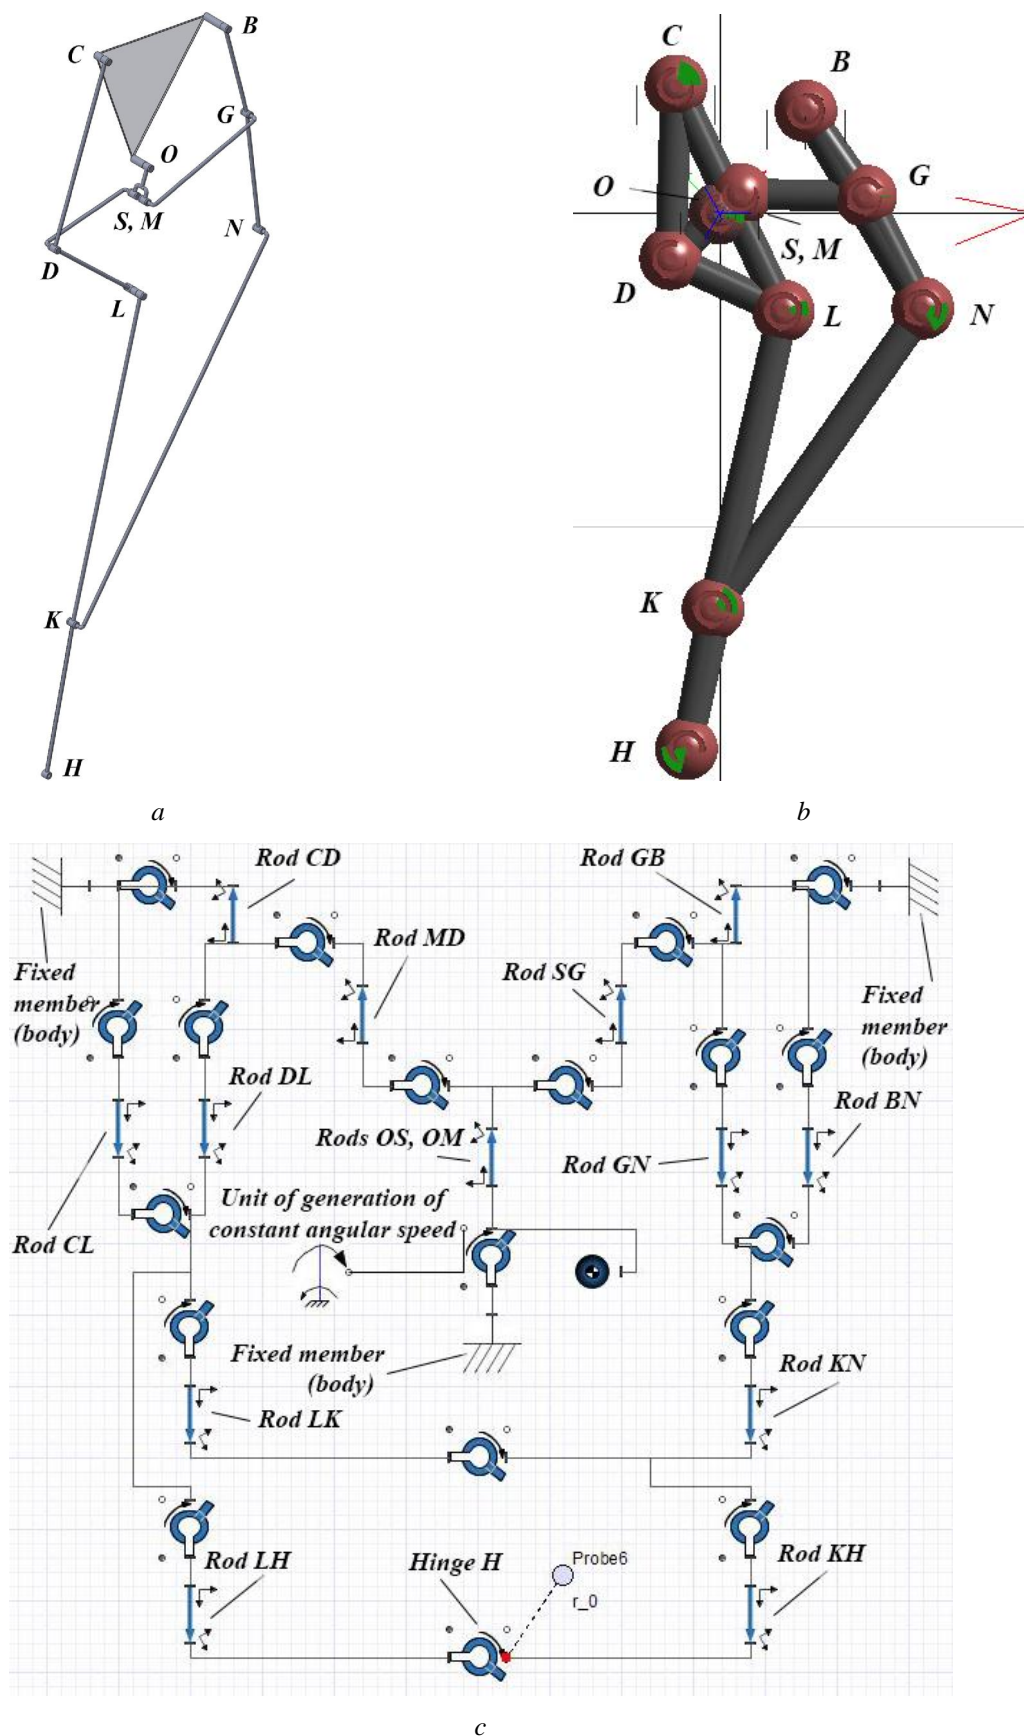 B
C
G
O
S, M
N
D
L
K
H
a
C
B
O
G
S, M
D
L
N
K
H
b
Rod CD
Rod GB
Rod MD
Rod SG
Fixed
member
(body)
Fixed
member
(body)
Rod DL
Rod BN
Rods OS, OM
Rod GN
Unit of generation of
constant angular speed
Rod CL
Fixed member
(body)
Rod KN
Rod LK
Rod LH
Hinge H
Probe6
Rod KH
r_0
c